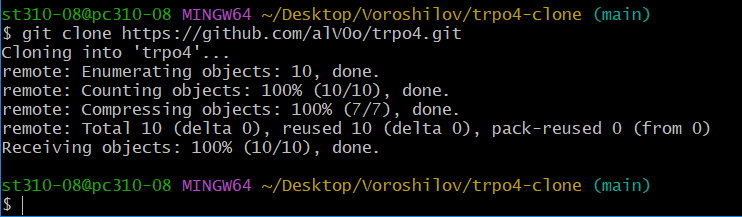 st310-08@pc310-08 MINGW64 ~/Desktop/Voroshilov/trpo4-clone (main)
$ git clone https://github.com/alV0o/trpo4.git
Cloning into 'trpo4'...
remote: Enumerating objects: 10, done.
remote: Counting objects: 100% (10/10), done.
remote: Compressing objects: 100% (7/7), done.
remote: Total 10 (delta 0), reused 10 (delta 0), pack-reused 0 (from 0)
Receiving objects: 100% (10/10), done.
st310-08@pc310-08 MINGW64 ~/Desktop/Voroshilov/trpo4-clone (main)
$